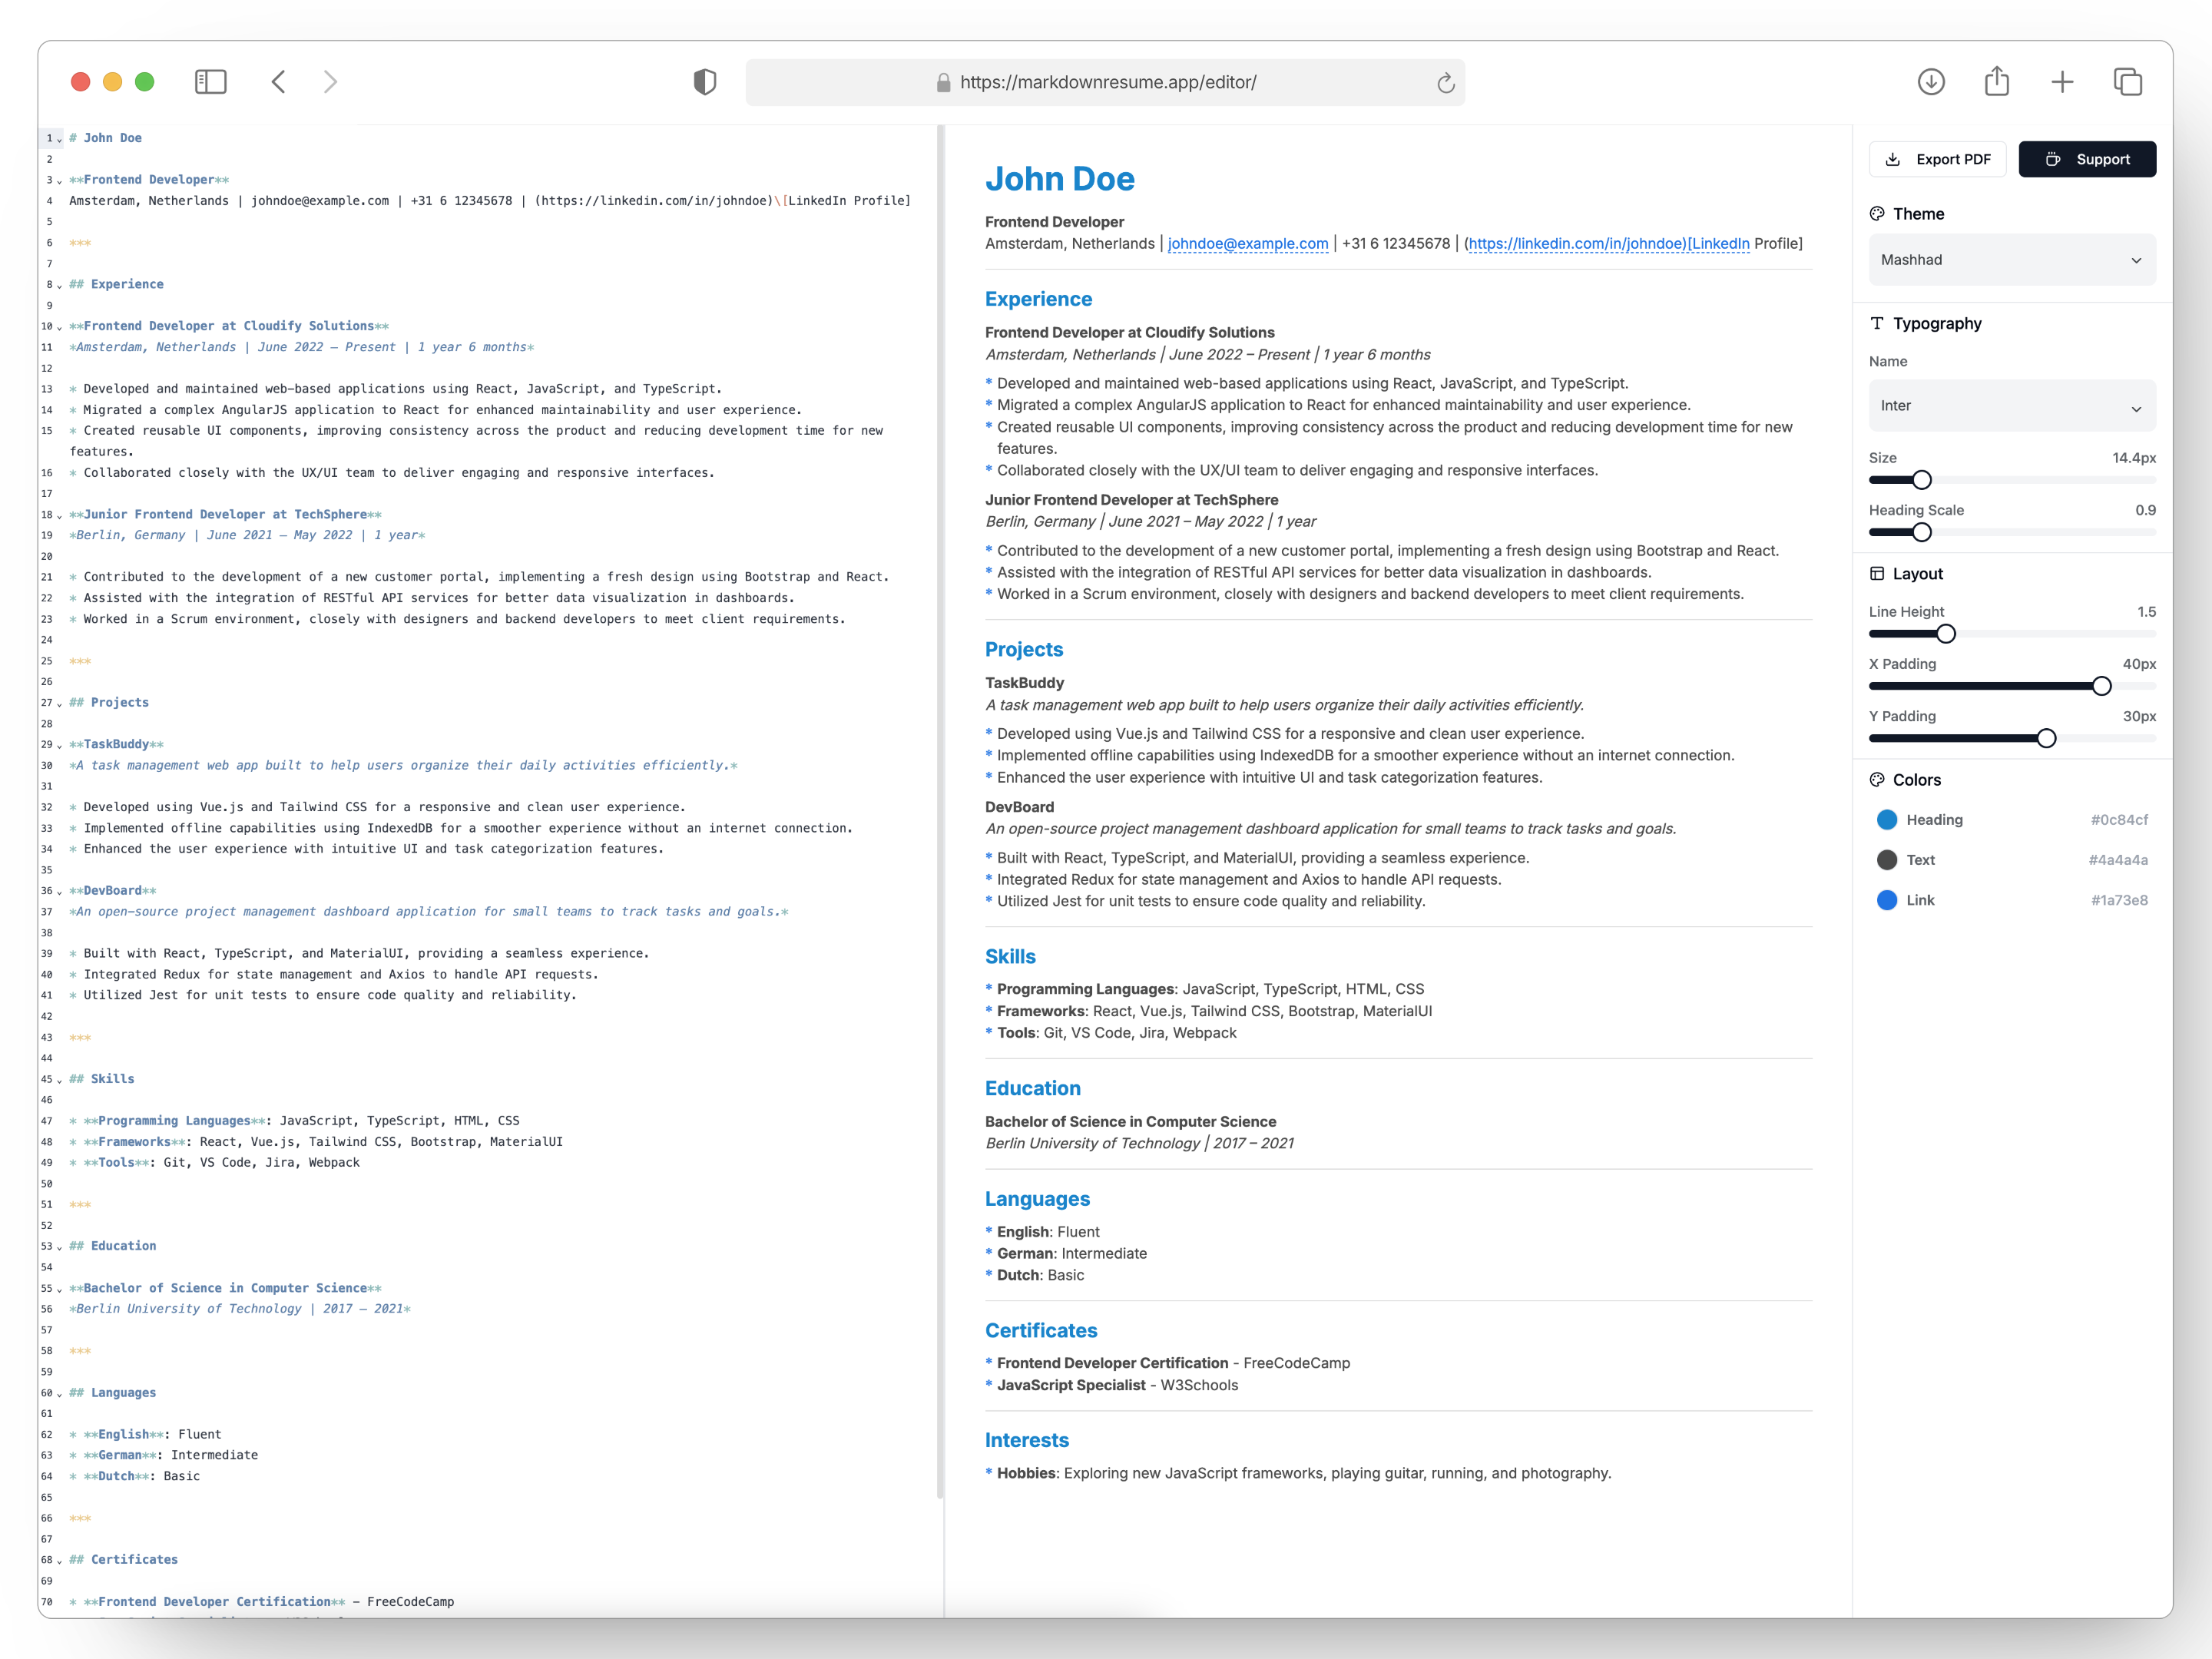 https://markdownresume.app/editor/
1 # John Doe
2
3 **Frontend Developer**
4 Amsterdam, Netherlands | johndoe@example.com | +31 6 12345678 | (https://linkedin.com/in/johndoe)\[LinkedIn Profile]
5
6 ***
7
8 ## Experience
9
10 **Frontend Developer at Cloudify Solutions**
11 *Amsterdam, Netherlands | June 2022 – Present | 1 year 6 months*
12
13 * Developed and maintained web-based applications using React, JavaScript, and TypeScript.
14 * Migrated a complex AngularJS application to React for enhanced maintainability and user experience.
15 * Created reusable UI components, improving consistency across the product and reducing development time for new
features.
16 * Collaborated closely with the UX/UI team to deliver engaging and responsive interfaces.
17
18 **Junior Frontend Developer at TechSphere**
19 *Berlin, Germany | June 2021 – May 2022 | 1 year*
20
21 * Contributed to the development of a new customer portal, implementing a fresh design using Bootstrap and React.
22 * Assisted with the integration of RESTful API services for better data visualization in dashboards.
23 * Worked in a Scrum environment, closely with designers and backend developers to meet client requirements.
24
25 ***
26
27 ## Projects
28
29 **TaskBuddy**
30 *A task management web app built to help users organize their daily activities efficiently.*
31
32 * Developed using Vue.js and Tailwind CSS for a responsive and clean user experience.
33 * Implemented offline capabilities using IndexedDB for a smoother experience without an internet connection.
34 * Enhanced the user experience with intuitive UI and task categorization features.
35
36 **DevBoard**
37 *An open-source project management dashboard application for small teams to track tasks and goals.*
38
39 * Built with React, TypeScript, and MaterialUI, providing a seamless experience.
40 * Integrated Redux for state management and Axios to handle API requests.
41 * Utilized Jest for unit tests to ensure code quality and reliability.
42
43 ***
44
45 ## Skills
46
47 * **Programming Languages**: JavaScript, TypeScript, HTML, CSS
48 * **Frameworks**: React, Vue.js, Tailwind CSS, Bootstrap, MaterialUI
49 * **Tools**: Git, VS Code, Jira, Webpack
50
51 ***
52
53 ## Education
54
55 **Bachelor of Science in Computer Science**
56 *Berlin University of Technology | 2017 – 2021*
57
58 ***
59
60 ## Languages
61
62 * **English**: Fluent
63 * **German**: Intermediate
64 * **Dutch**: Basic
65
66 ***
67
68 ## Certificates
69
70 * **Frontend Developer Certification** – FreeCodeCamp
John Doe
Frontend Developer
Amsterdam, Netherlands | johndoe@example.com | +31 6 12345678 | (https://linkedin.com/in/johndoe)[LinkedIn Profile]
Experience
Frontend Developer at Cloudify Solutions
Amsterdam, Netherlands | June 2022 – Present | 1 year 6 months
* Developed and maintained web-based applications using React, JavaScript, and TypeScript.
* Migrated a complex AngularJS application to React for enhanced maintainability and user experience.
* Created reusable UI components, improving consistency across the product and reducing development time for new
features.
* Collaborated closely with the UX/UI team to deliver engaging and responsive interfaces.
Junior Frontend Developer at TechSphere
Berlin, Germany | June 2021 – May 2022 | 1 year
* Contributed to the development of a new customer portal, implementing a fresh design using Bootstrap and React.
* Assisted with the integration of RESTful API services for better data visualization in dashboards.
* Worked in a Scrum environment, closely with designers and backend developers to meet client requirements.
Projects
TaskBuddy
A task management web app built to help users organize their daily activities efficiently.
* Developed using Vue.js and Tailwind CSS for a responsive and clean user experience.
* Implemented offline capabilities using IndexedDB for a smoother experience without an internet connection.
* Enhanced the user experience with intuitive UI and task categorization features.
DevBoard
An open-source project management dashboard application for small teams to track tasks and goals.
* Built with React, TypeScript, and MaterialUI, providing a seamless experience.
* Integrated Redux for state management and Axios to handle API requests.
* Utilized Jest for unit tests to ensure code quality and reliability.
Skills
* Programming Languages: JavaScript, TypeScript, HTML, CSS
* Frameworks: React, Vue.js, Tailwind CSS, Bootstrap, MaterialUI
* Tools: Git, VS Code, Jira, Webpack
Education
Bachelor of Science in Computer Science
Berlin University of Technology | 2017 – 2021
Languages
* English: Fluent
* German: Intermediate
* Dutch: Basic
Certificates
* Frontend Developer Certification - FreeCodeCamp
* JavaScript Specialist - W3Schools
Interests
* Hobbies: Exploring new JavaScript frameworks, playing guitar, running, and photography.
Export PDF
Support
Theme
Mashhad
Typography
Name
Inter
Size 14.4px
Heading Scale 0.9
Layout
Line Height 1.5
X Padding 40px
Y Padding 30px
Colors
Heading #0c84cf
Text #4a4a4a
Link #1a73e8